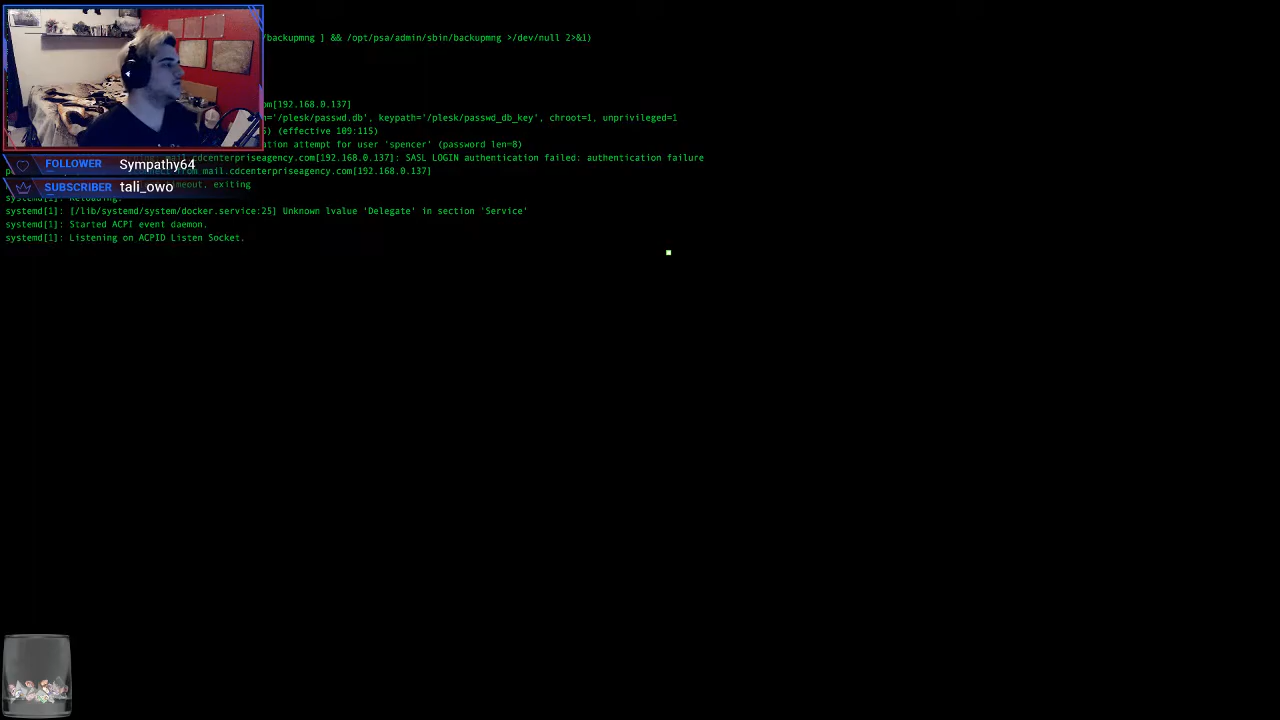 /backupmng ] && /opt/psa/admin/sbin/backupmng >/dev/null 2>&1)
om[192.168.0.137]
='/plesk/passwd.db', keypath='/plesk/passwd_db_key', chroot=1, unprivileged=1
) (effective 109:115)
attempt for user 'spencer' (password len=8)
cdcenterpriseagency.com[192.168.0.137]: SASL LOGIN authentication failed: authentication failure
FOLLOWER Sympathy64
from mail.cdcenterpriseagency.com[192.168.0.137]
SUBSCRIBER tali_owo
timeout, exiting
systemd[1]: Reloading.
systemd[1]: [/lib/systemd/system/docker.service:25] Unknown lvalue 'Delegate' in section 'Service'
systemd[1]: Started ACPI event daemon.
systemd[1]: Listening on ACPID Listen Socket.